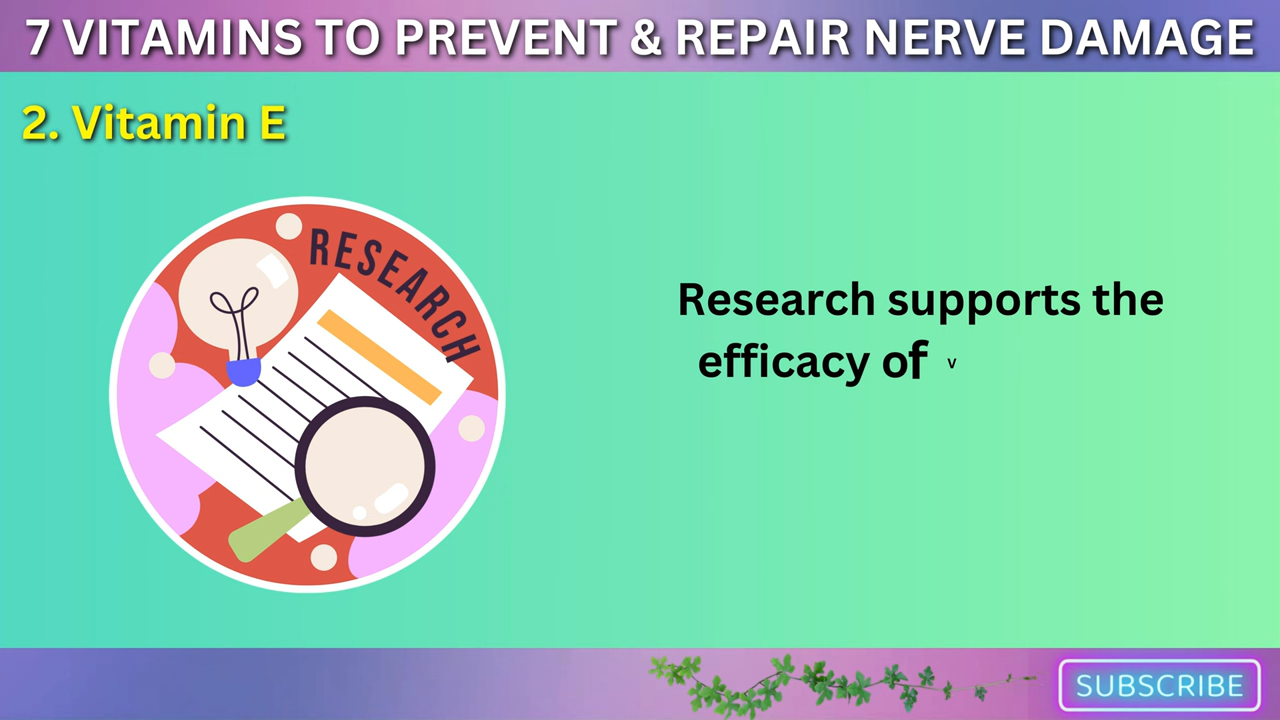 7 VITAMINS TO PREVENT & REPAIR NERVE DAMAGE
2. Vitamin E
RESEARCH
Research supports the
efficacy of v
SUBSCRIBE